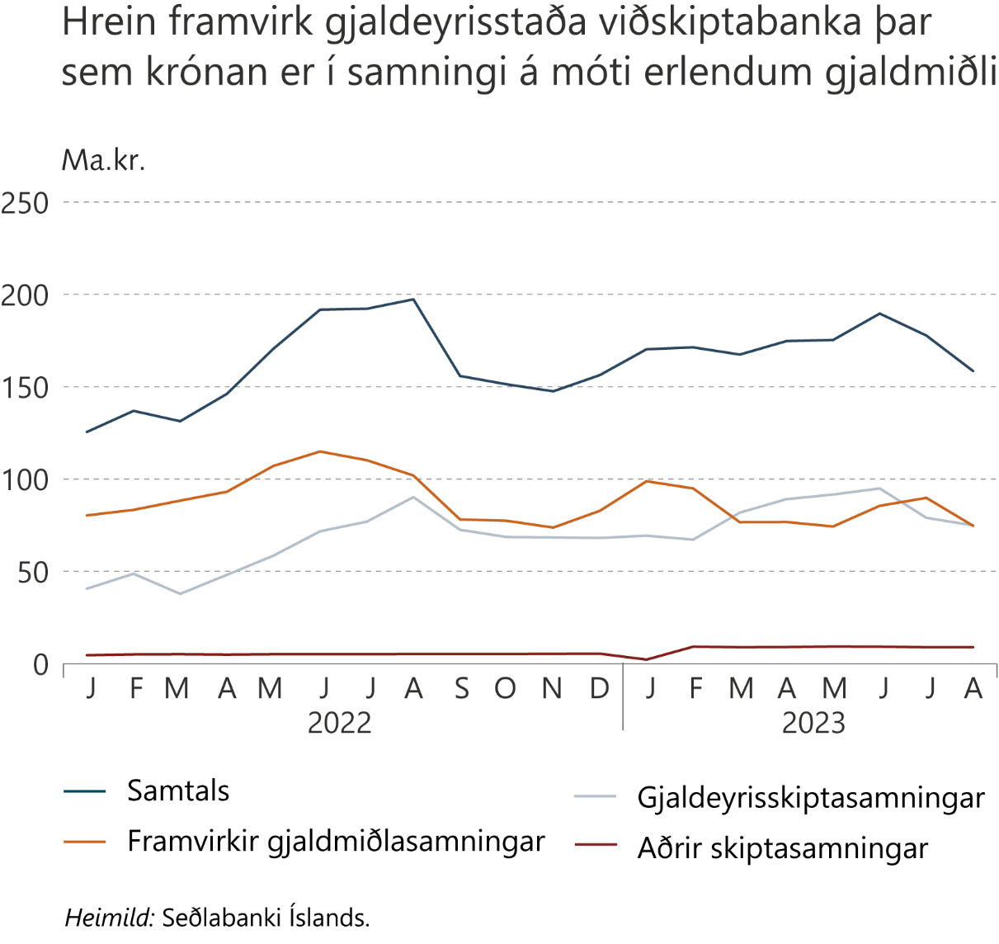 Hrein framvirk gjaldeyrisstaða viðskiptabanka þar
sem krónan er í samningi á móti erlendum gjaldmiðli
Ma.kr.
250
200
150
100
50
0
J F M A M J J A S O N D J F M A M J J A
2022 2023
Samtals
Framvirkir gjaldmiðlasamningar
Gjaldeyrisskiptasamningar
Aðrir skiptasamningar
Heimild: Seðlabanki Íslands.